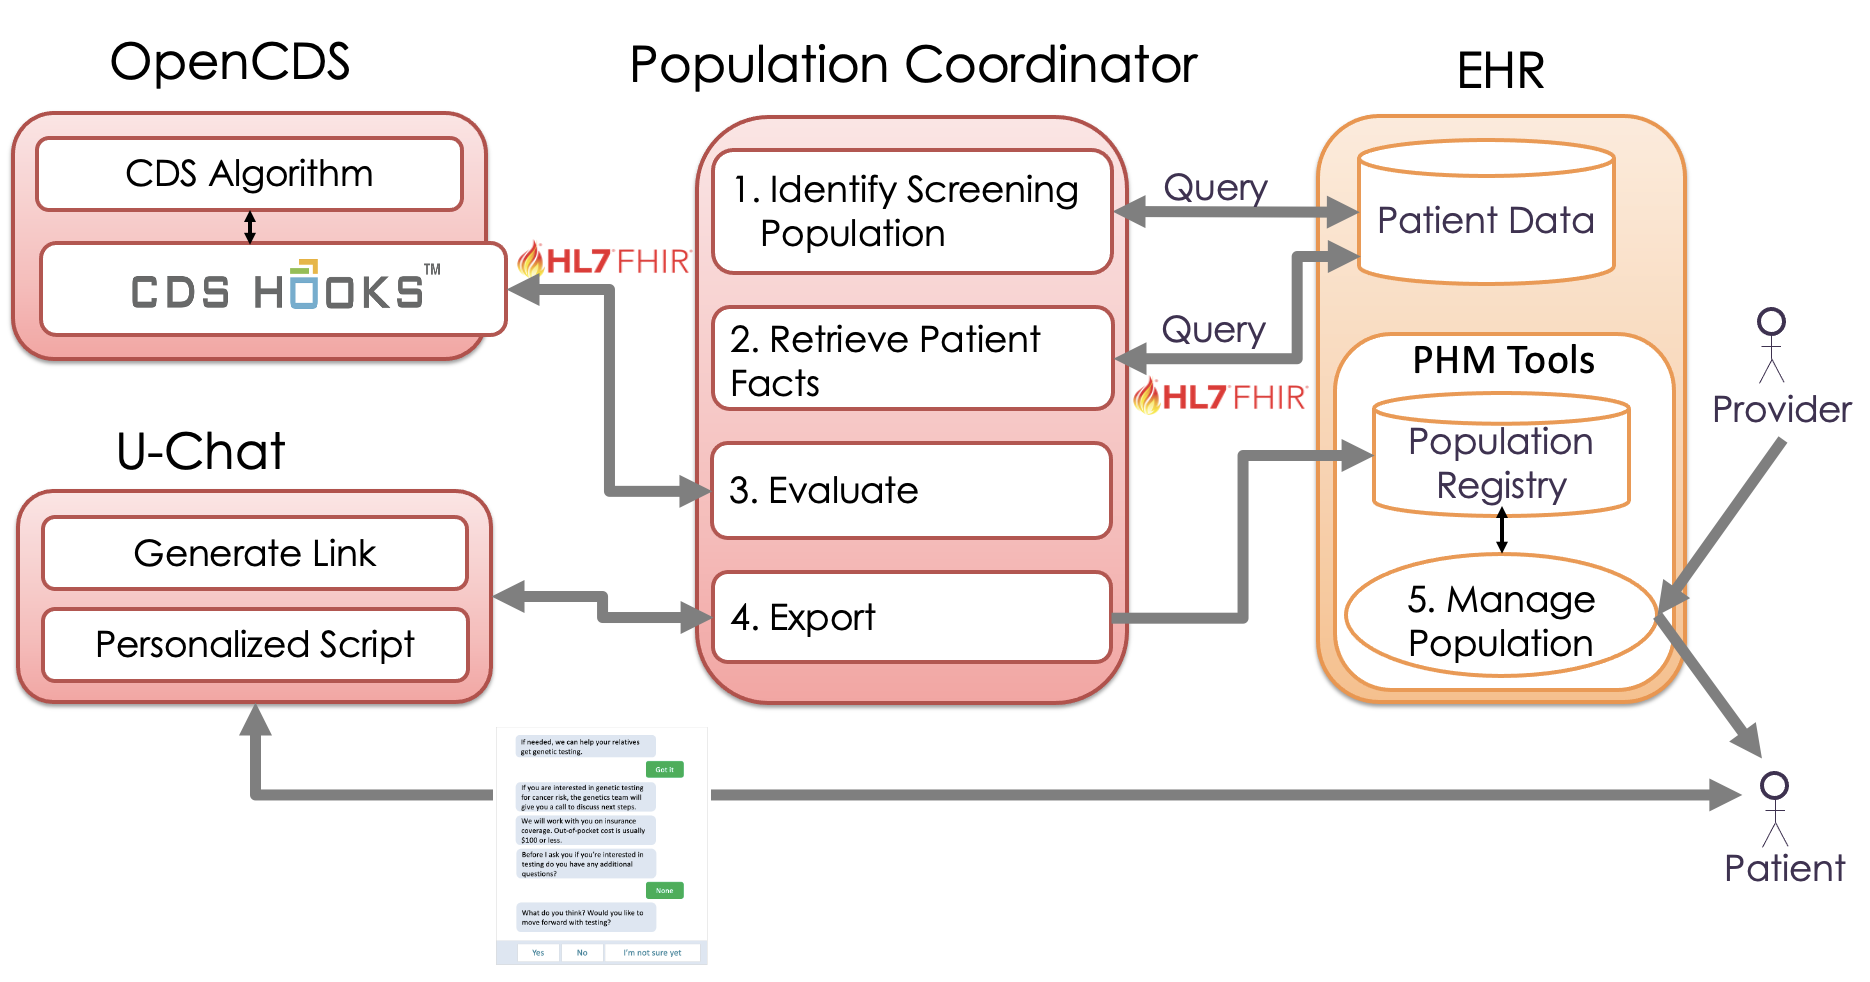 OpenCDS
CDS Algorithm
CDS HOOKS™
U-Chat
Generate Link
Personalized Script
HL7® FHIR®
Population Coordinator
1. Identify Screening
Population
2. Retrieve Patient
Facts
3. Evaluate
4. Export
Query
Query
HL7® FHIR®
EHR
Patient Data
PHM Tools
Population
Registry
5. Manage
Population
Provider
Patient
If needed, we can help your relatives
get genetic testing.
Got it
If you are interested in genetic testing
for cancer risk, the genetics team will
give you a call to discuss next steps.
We will work with you on insurance
coverage. Out-of-pocket cost is usually
$100 or less.
Before I ask you if you're interested in
testing do you have any additional
questions?
None
What do you think? Would you like to
move forward with testing?
Yes
No
I'm not sure yet